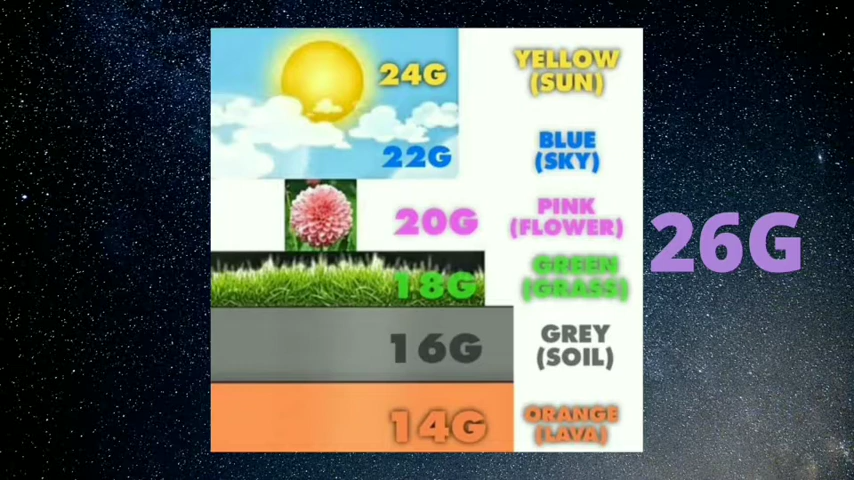 24G YELLOW
(SUN)
22G BLUE
(SKY)
20G PINK
(FLOWER)
26G
18G GREEN
(GRASS)
16G GREY
(SOIL)
14G ORANGE
(LAVA)